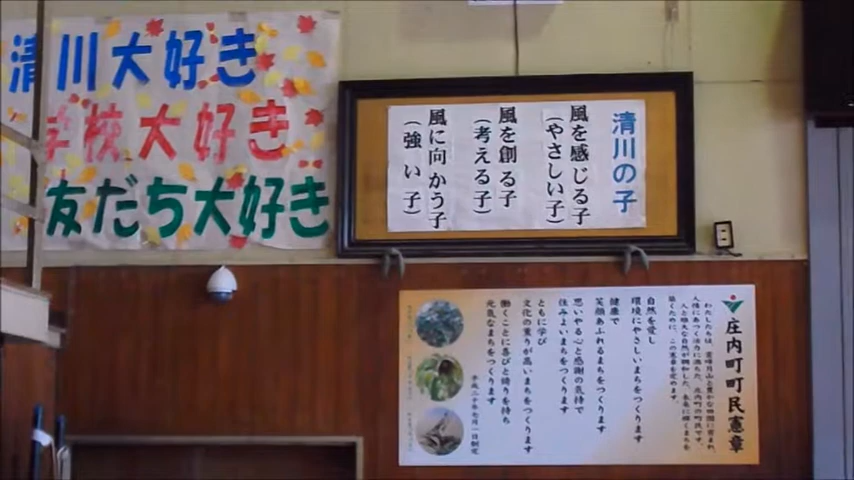 清川大好き
学校大好き
友だち大好き
清川の子
風を感じる子
(やさしい子)
風を創る子
(考える子)
風に向かう子
(強い子)
庄内町町民憲章
自然を愛し
環境にやさしいまちをつくります
健康で
笑顔あふれるまちをつくります
思いやる心と感謝の気持で
住みよいまちをつくります
ともに学び
文化の薫りが高いまちをつくります
働くことに喜びと誇りを持ち
元気なまちをつくります